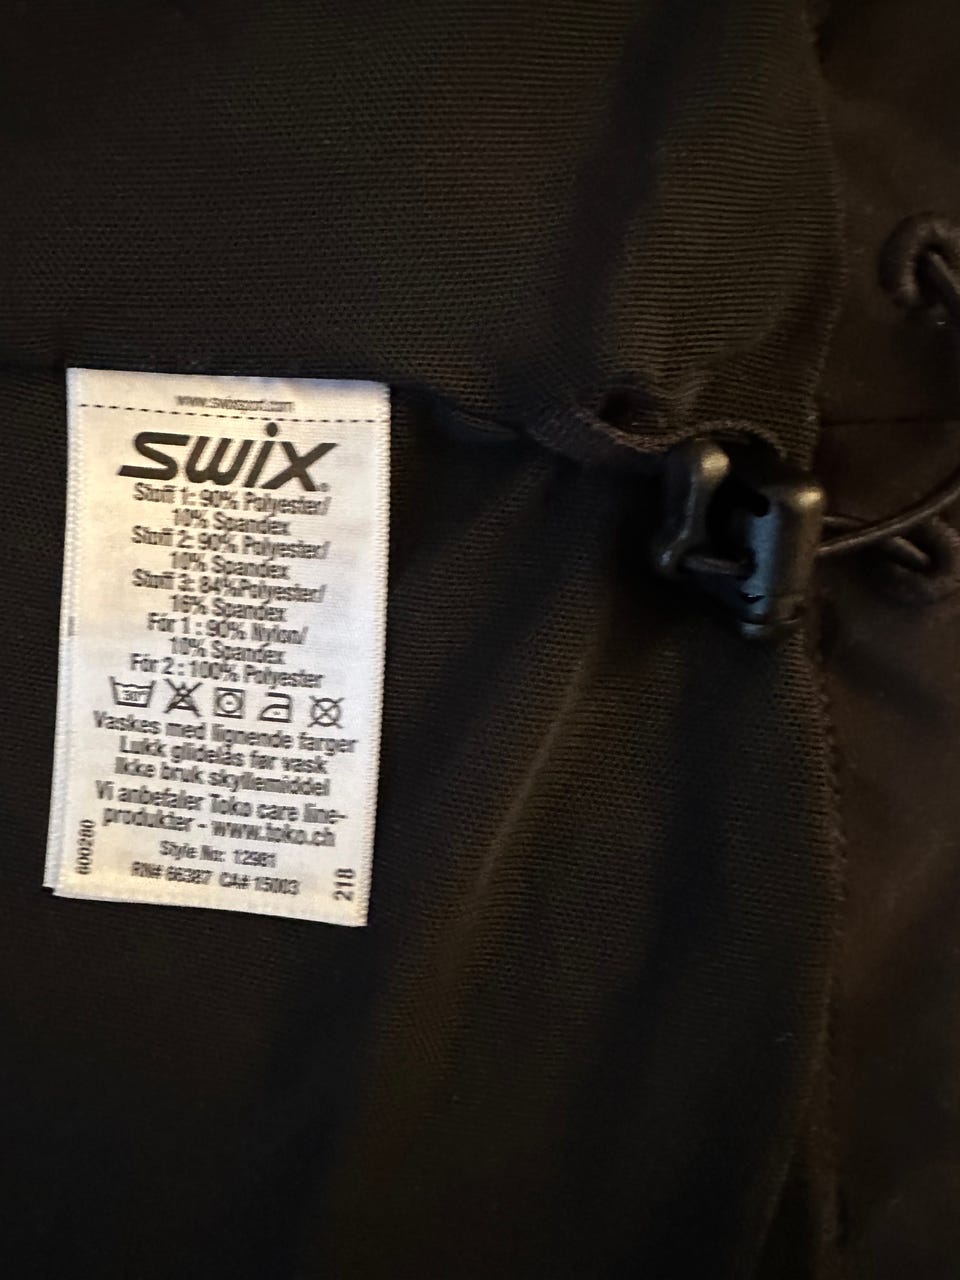 www.swixsport.com
SWIX
Stoff 1: 90% Polyester/
10% Spandex
Stoff 2: 90% Polyester/
10% Spandex
Stoff 3: 84%Polyester/
16% Spandex
Fór 1 : 90% Nylon/
10% Spandex
Fór 2 : 100% Polyester
30°
Vaskes med lignende farger
Lukk glidelås før vask
Ikke bruk skyllemiddel
Vi anbefaler Toko care line-
produkter - www.toko.ch
Style No: 12981
RN# 66387 CA# 15003
600280
218